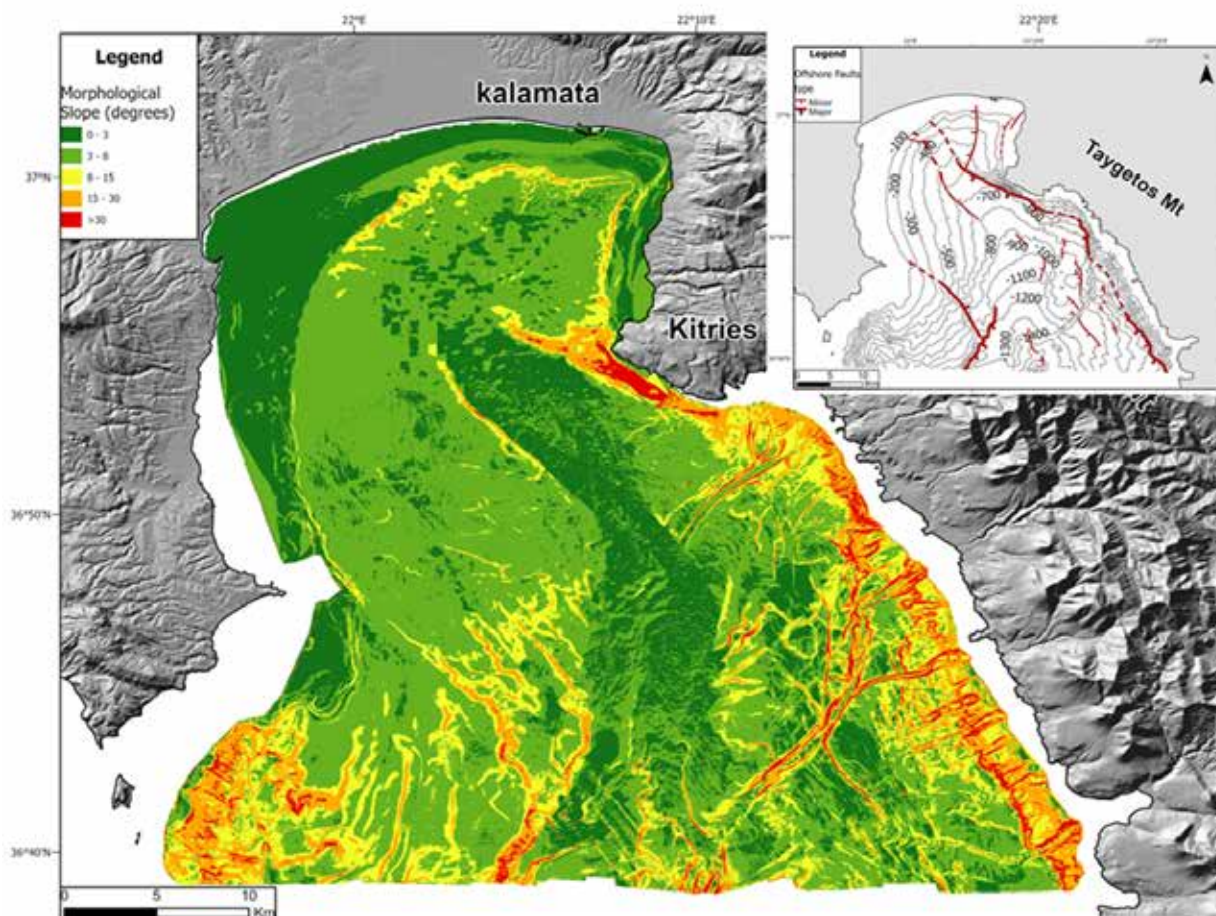 22°E
22°10'E
22°20'E
Legend
Morphological
Slope (degrees)
0 - 3
3 - 8
8 - 15
15 - 30
>30
kalamata
Kitries
37°N
36°50'N
36°40'N
0 5 10
Km
Legend
Offshore Faults
type
Minor
Major
Taygetos Mt
-100
-200
-300
-500
-700
-800
-900
-1000
-1100
-1200
-1300